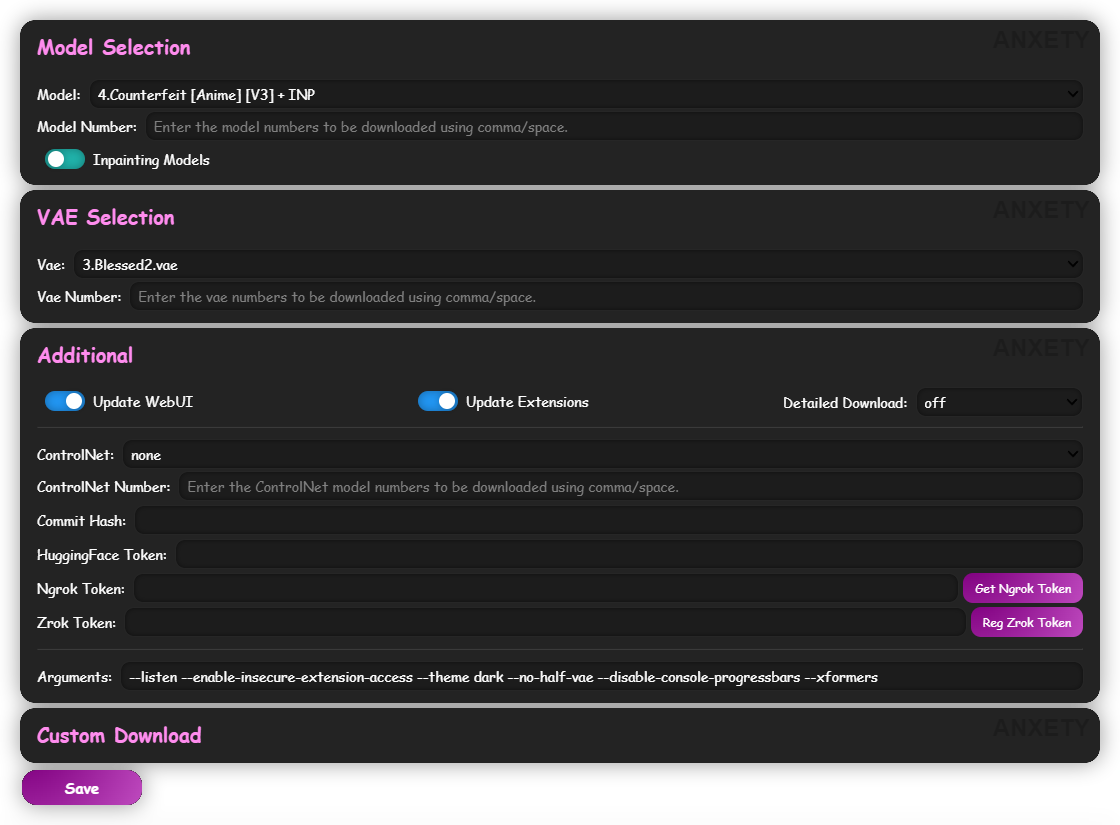 ANXETY
Model Selection
Model: 4.Counterfeit [Anime] [V3] + INP
Model Number: Enter the model numbers to be downloaded using comma/space.
Inpainting Models
ANXETY
VAE Selection
Vae: 3.Blessed2.vae
Vae Number: Enter the vae numbers to be downloaded using comma/space.
ANXETY
Additional
Update WebUI Update Extensions Detailed Download: off
ControlNet: none
ControlNet Number: Enter the ControlNet model numbers to be downloaded using comma/space.
Commit Hash:
HuggingFace Token:
Ngrok Token: Get Ngrok Token
Zrok Token: Reg Zrok Token
Arguments: --listen --enable-insecure-extension-access --theme dark --no-half-vae --disable-console-progressbars --xformers
ANXETY
Custom Download
Save